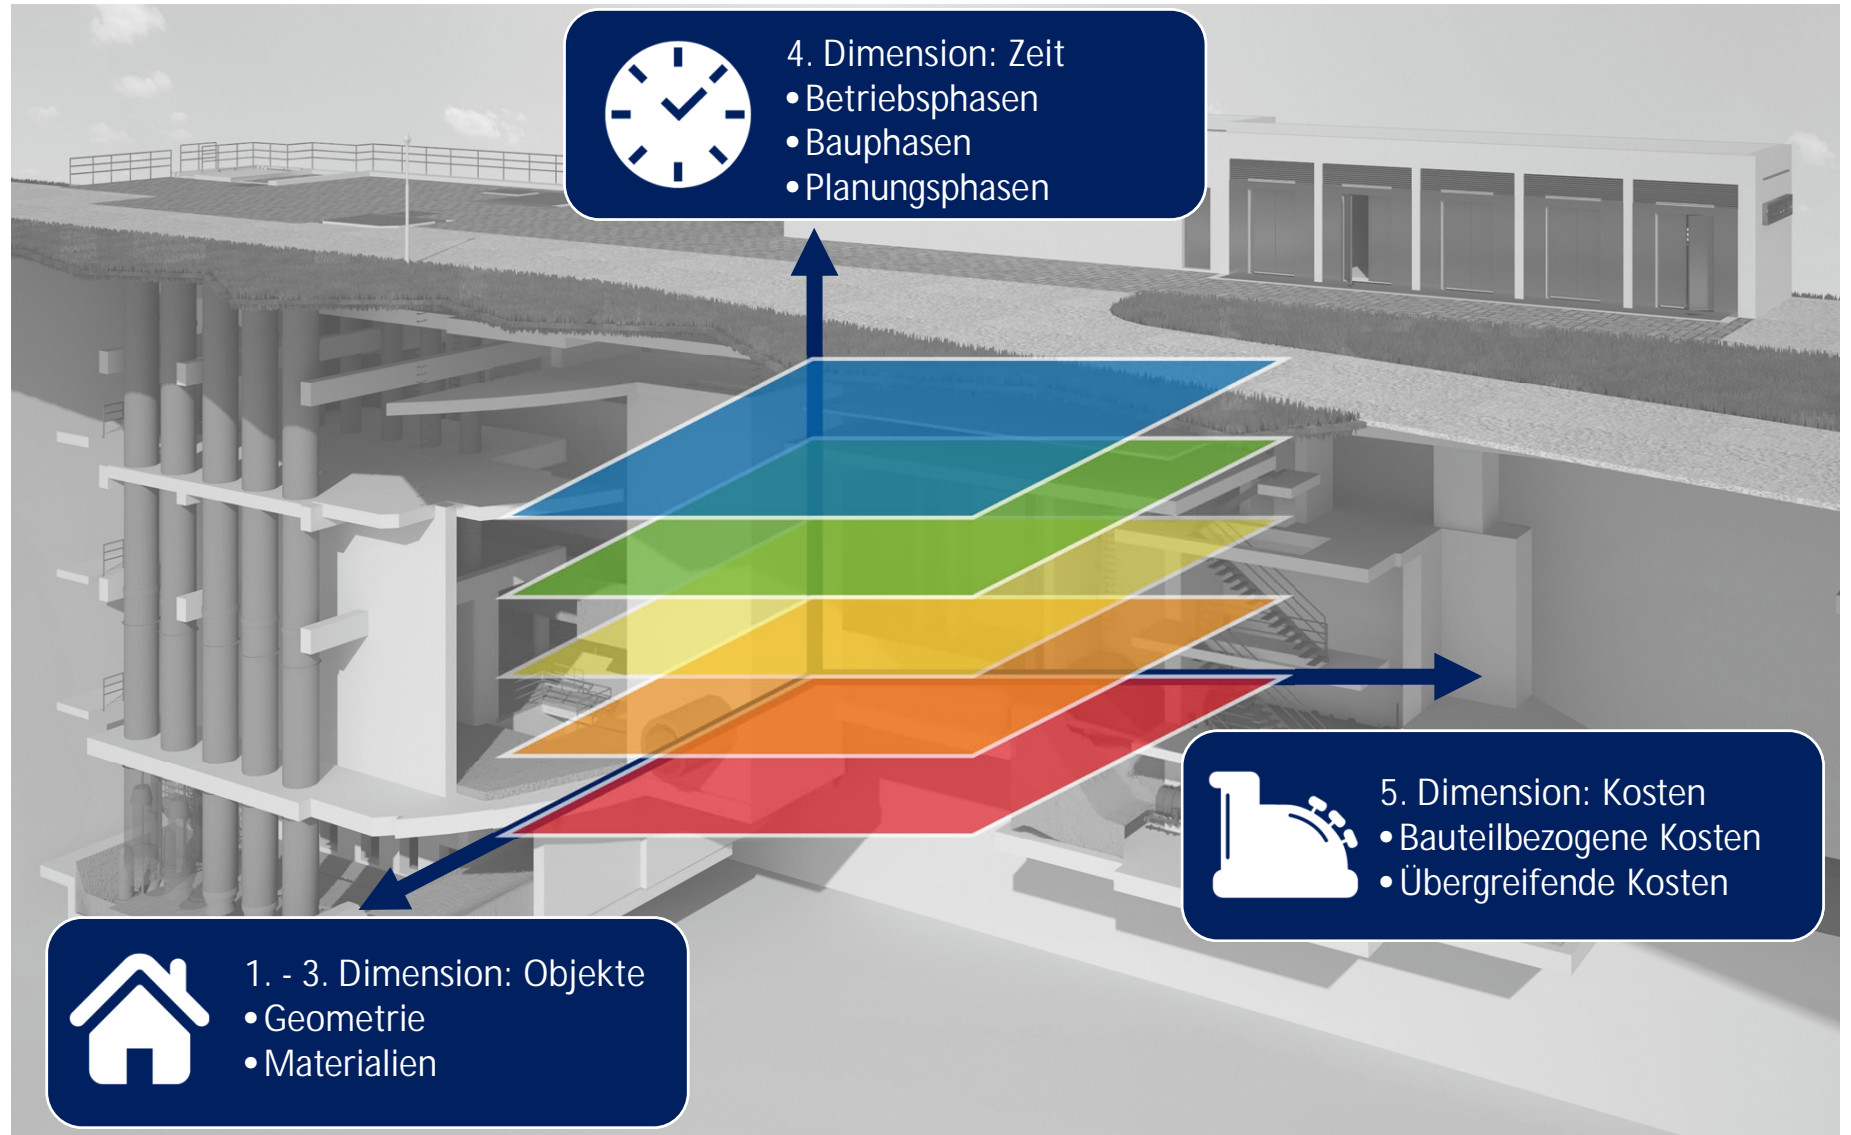 4. Dimension: Zeit
•Betriebsphasen
•Bauphasen
•Planungsphasen
5. Dimension: Kosten
•Bauteilbezogene Kosten
•Übergreifende Kosten
1. - 3. Dimension: Objekte
•Geometrie
•Materialien